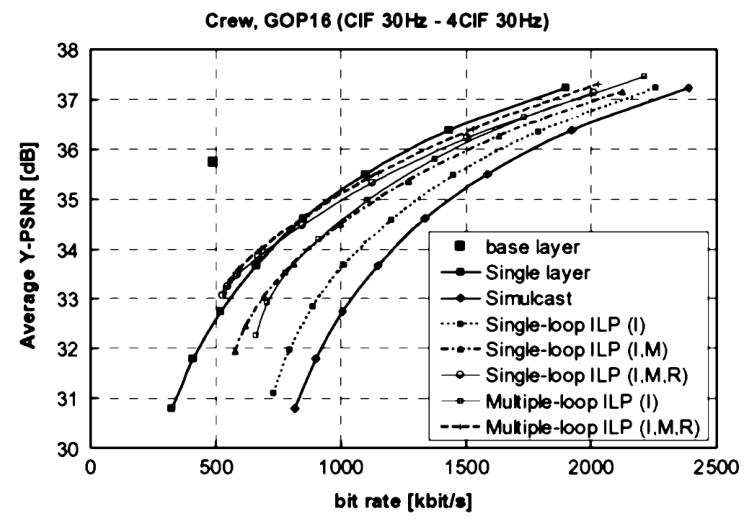 Crew, GOP16 (CIF 30Hz - 4CIF 30Hz)
38
37
36
35
34
33
32
31
30
Average Y-PSNR [dB]
base layer
Single layer
Simulcast
Single-loop ILP (I)
Single-loop ILP (I,M)
Single-loop ILP (I,M,R)
Multiple-loop ILP (I)
Multiple-loop ILP (I,M,R)
0 500 1000 1500 2000 2500
bit rate [kbit/s]